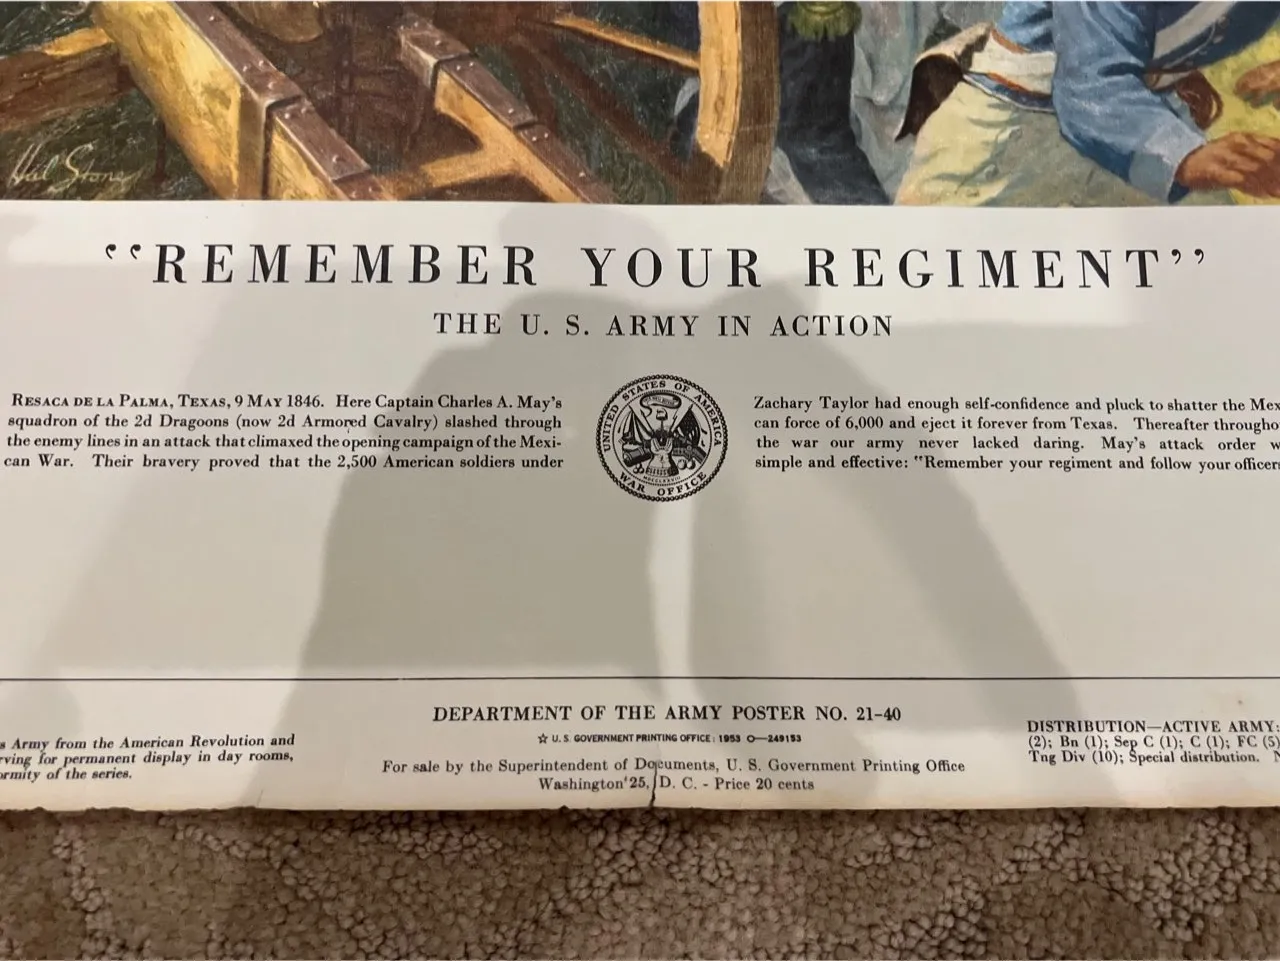 Hal Stone
“REMEMBER YOUR REGIMENT”
THE U. S. ARMY IN ACTION
RESACA DE LA PALMA, TEXAS, 9 MAY 1846. Here Captain Charles A. May's
squadron of the 2d Dragoons (now 2d Armored Cavalry) slashed through
the enemy lines in an attack that climaxed the opening campaign of the Mexi-
can War. Their bravery proved that the 2,500 American soldiers under
UNITED STATES OF AMERICA
WAR OFFICE
Zachary Taylor had enough self-confidence and pluck to shatter the Mex
can force of 6,000 and eject it forever from Texas. Thereafter througho
the war our army never lacked daring. May's attack order w
simple and effective: "Remember your regiment and follow your officers
s Army from the American Revolution and
rving for permanent display in day rooms,
ormity of the series.
DEPARTMENT OF THE ARMY POSTER NO. 21-40
☆ U. S. GOVERNMENT PRINTING OFFICE : 1953 O—249153
For sale by the Superintendent of Documents, U. S. Government Printing Office
Washington 25, D. C. - Price 20 cents
DISTRIBUTION—ACTIVE ARMY:
(2); Bn (1); Sep C (1); C (1); FC (5)
Tng Div (10); Special distribution. N